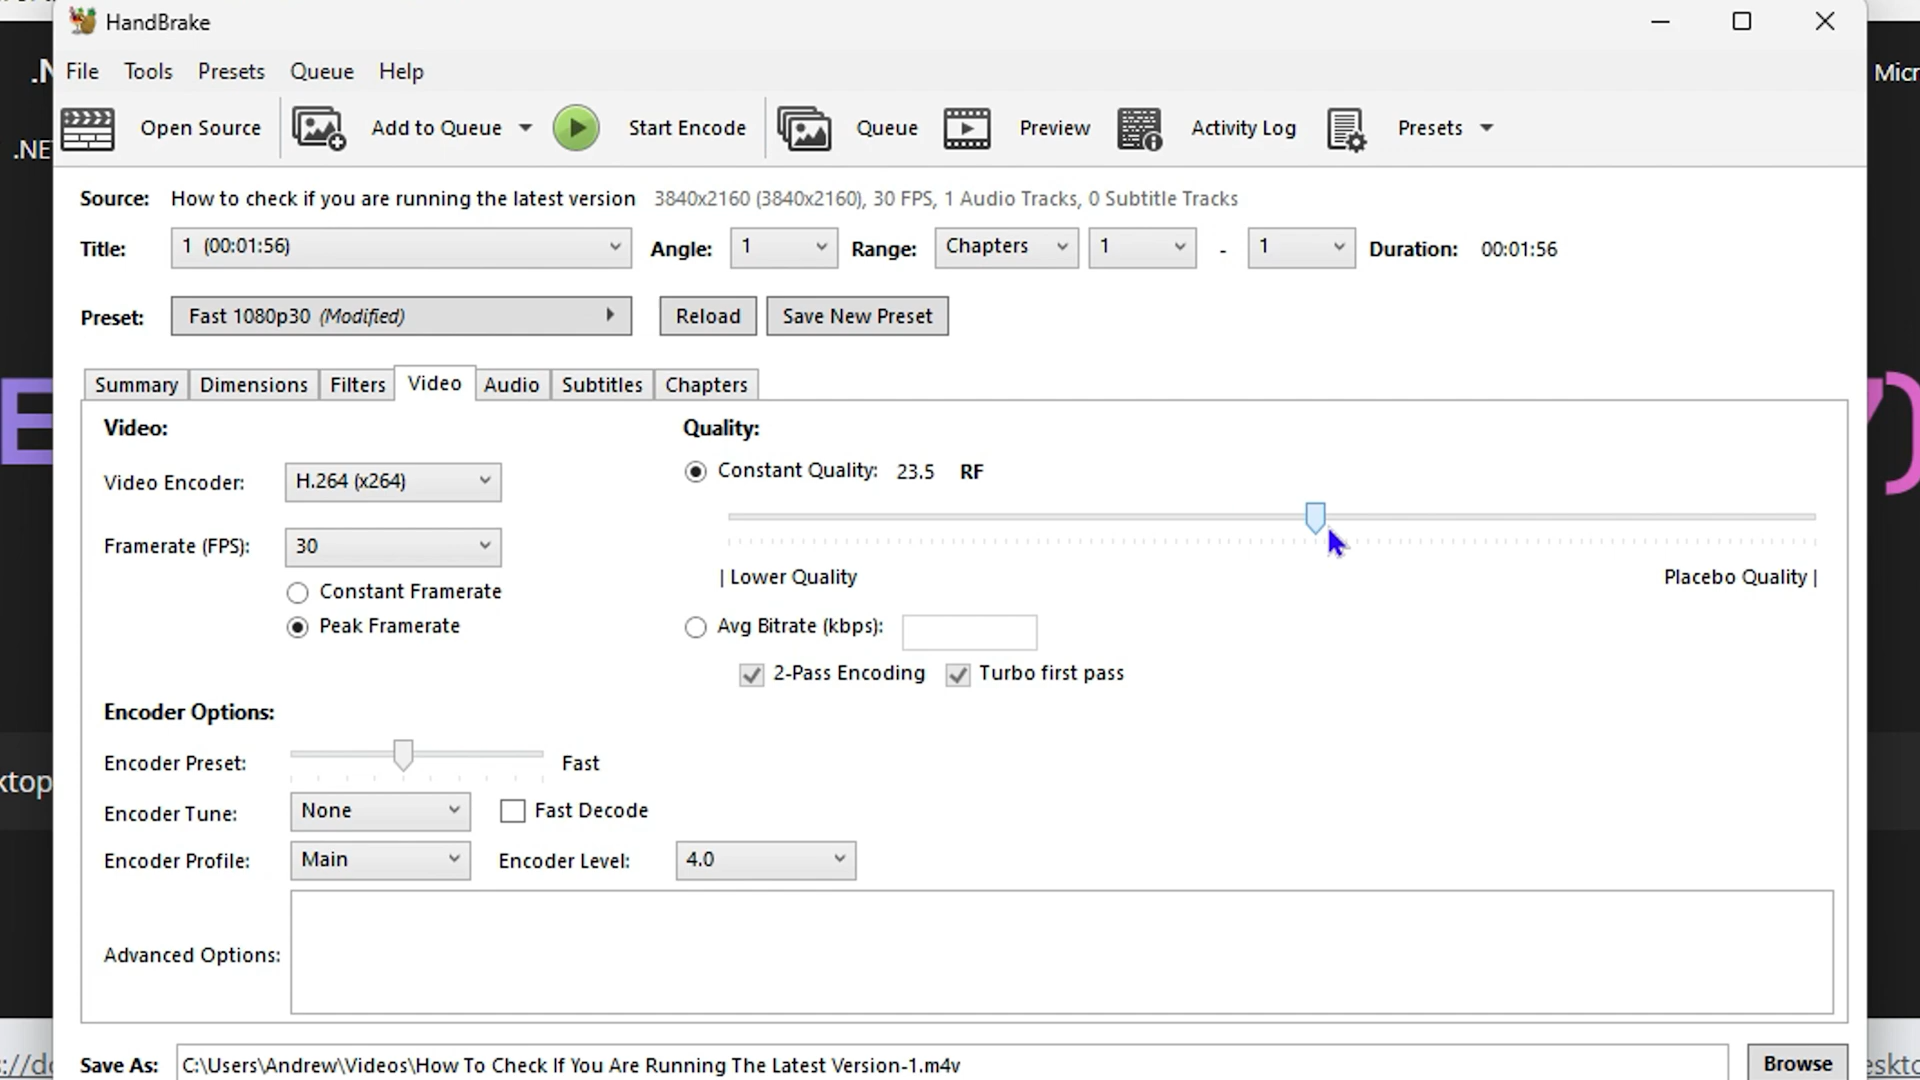 HandBrake
File Tools Presets Queue Help
Micr
.N
Open Source Add to Queue Start Encode Queue Preview Activity Log Presets
.NE
Source: How to check if you are running the latest version 3840x2160 (3840x2160), 30 FPS, 1 Audio Tracks, 0 Subtitle Tracks
Title: 1 (00:01:56) Angle: 1 Range: Chapters 1 - 1 Duration: 00:01:56
Preset: Fast 1080p30 (Modified) Reload Save New Preset
Summary Dimensions Filters Video Audio Subtitles Chapters
E
Video: Quality:
Constant Quality: 23.5 RF
Video Encoder: H.264 (x264)
Framerate (FPS): 30
| Lower Quality Placebo Quality |
Constant Framerate
Peak Framerate
Avg Bitrate (kbps):
2-Pass Encoding Turbo first pass
Encoder Options:
Encoder Preset: Fast
ktop
Encoder Tune: None Fast Decode
Encoder Profile: Main Encoder Level: 4.0
Advanced Options:
Save As: C:\Users\Andrew\Videos\How To Check If You Are Running The Latest Version-1.m4v Browse